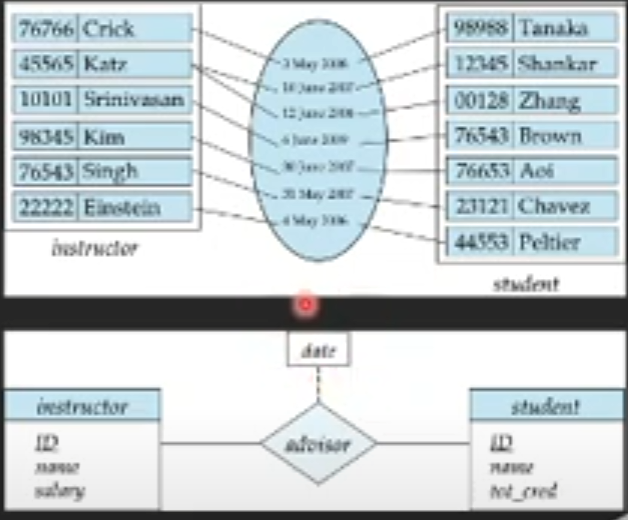 76766 Crick
45565 Katz
10101 Srinivasan
98345 Kim
76543 Singh
22222 Einstein
instructor
3 May 2008
10 June 2007
12 June 2006
6 June 2009
30 June 2007
31 May 2007
4 May 2006
98988 Tanaka
12345 Shankar
00128 Zhang
76543 Brown
76653 Aoi
23121 Chavez
44553 Peltier
student
date
instructor
ID
name
salary
advisor
student
ID
name
tot_cred